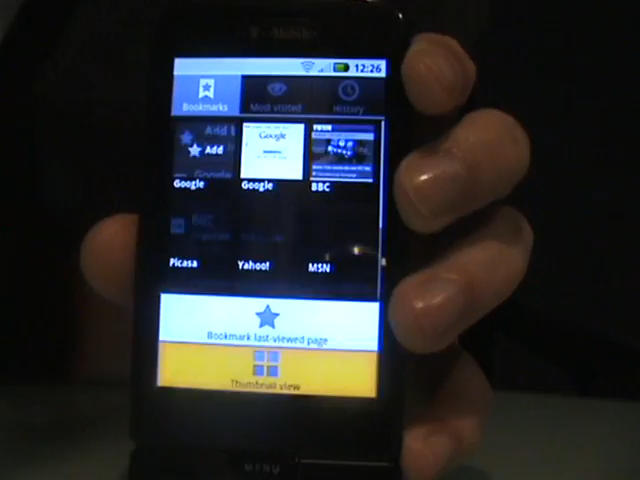 T-Mobile
12:26
Bookmarks
Most visited
History
Add
Google
Google
Google
BBC
Picasa
Yahoo!
MSN
Bookmark last-viewed page
Thumbnail view
MENU